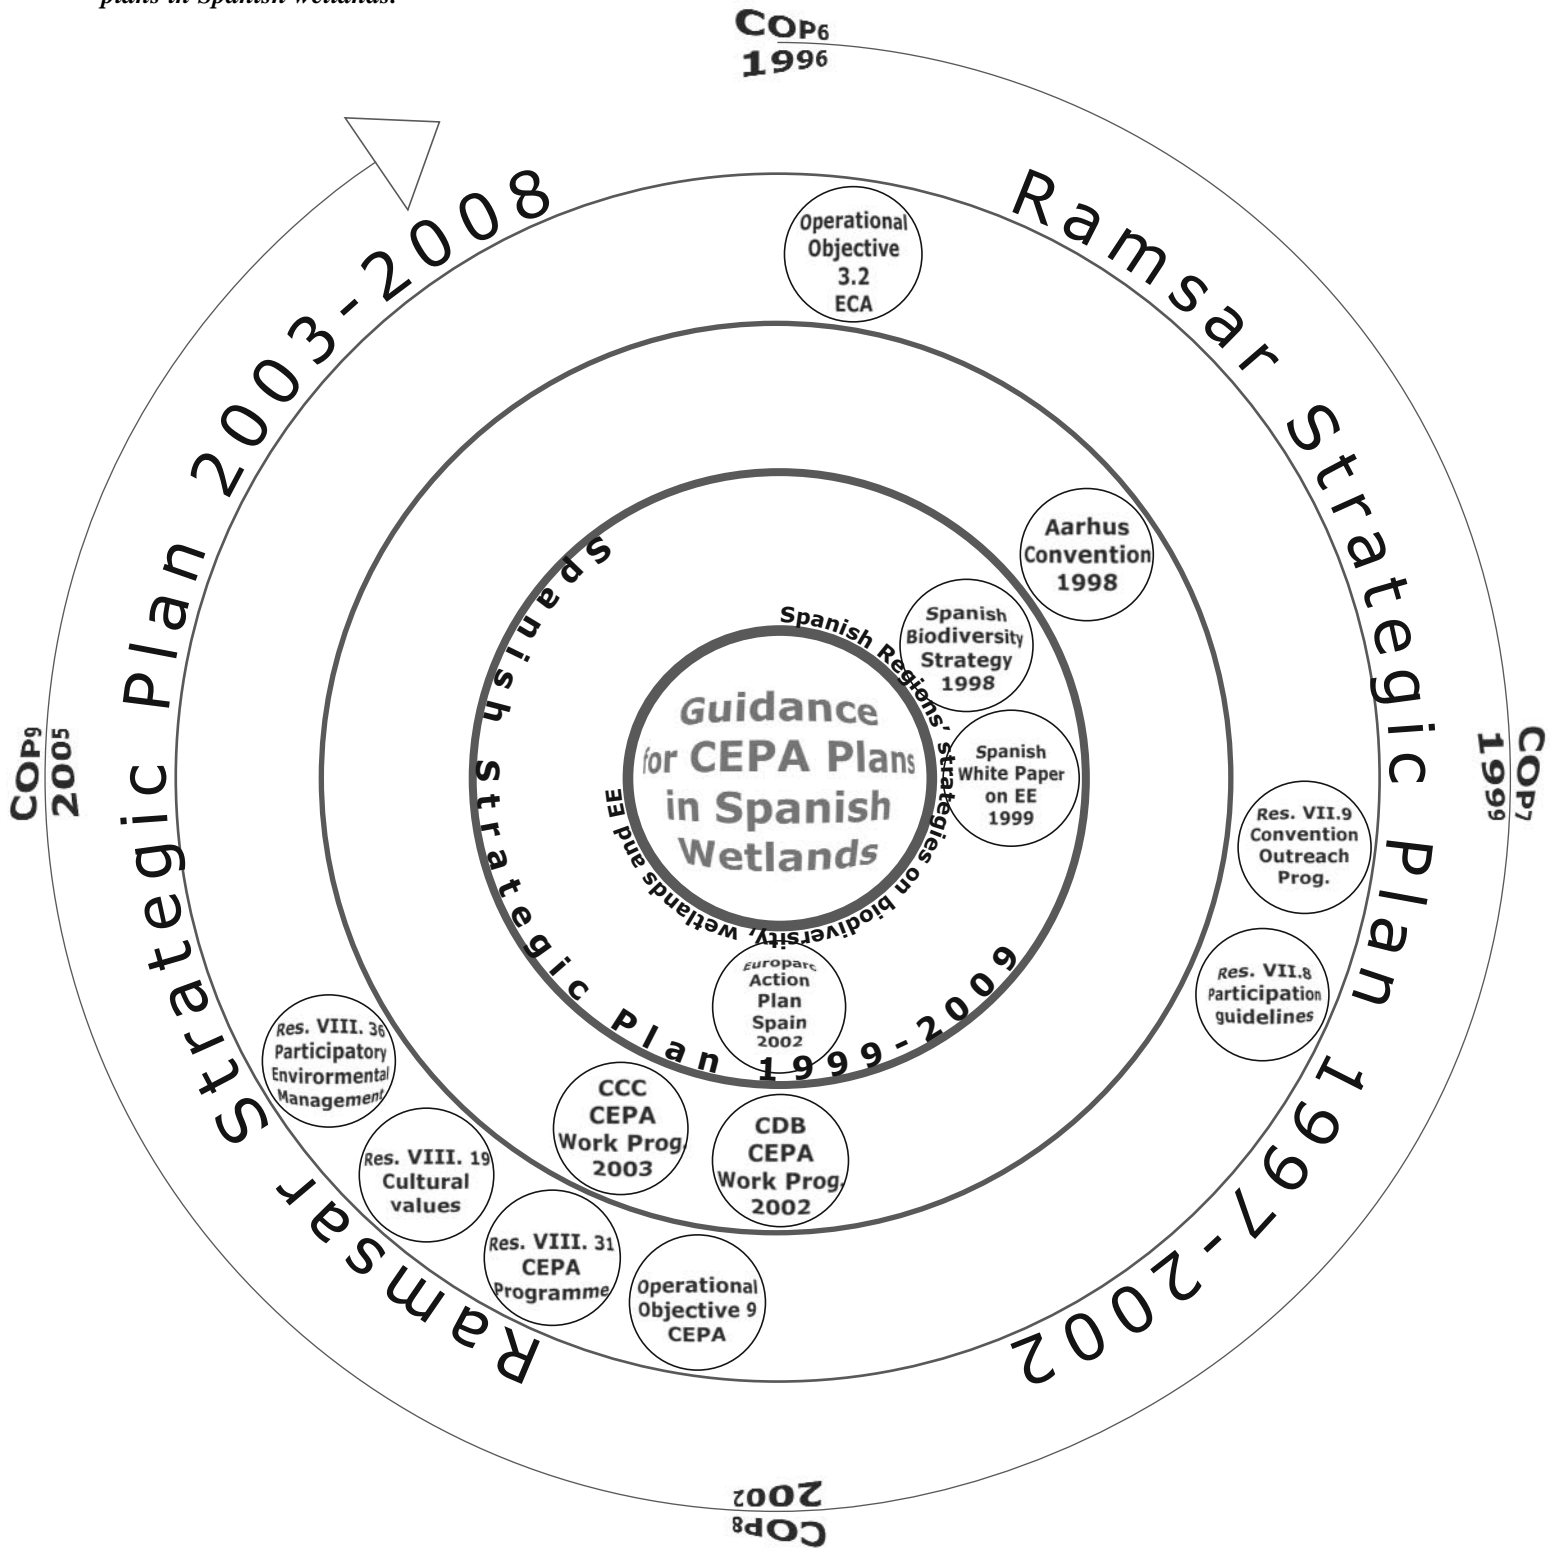 plans in Spanish wetlands.
COP6
1996
Ramsar Strategic Plan 1997-2002
COP7
1999
COP8
2002
Ramsar Strategic Plan 2003-2008
COP9
2005
Operational
Objective
3.2
ECA
Aarhus
Convention
1998
Spanish
Biodiversity
Strategy
1998
Spanish
White Paper
on EE
1999
Res. VII.9
Convention
Outreach
Prog.
Res. VII.8
Participation
guidelines
Spanish Strategic Plan 1999-2009
Spanish Regions’ strategies on biodiversity, wetlands and EE
Guidance
for CEPA Plans
in Spanish
Wetlands
Europarc
Action
Plan
Spain
2002
CDB
CEPA
Work Prog.
2002
CCC
CEPA
Work Prog.
2003
Operational
Objective 9
CEPA
Res. VIII. 31
CEPA
Programme
Res. VIII. 19
Cultural
values
Res. VIII. 36
Participatory
Envirormental
Management